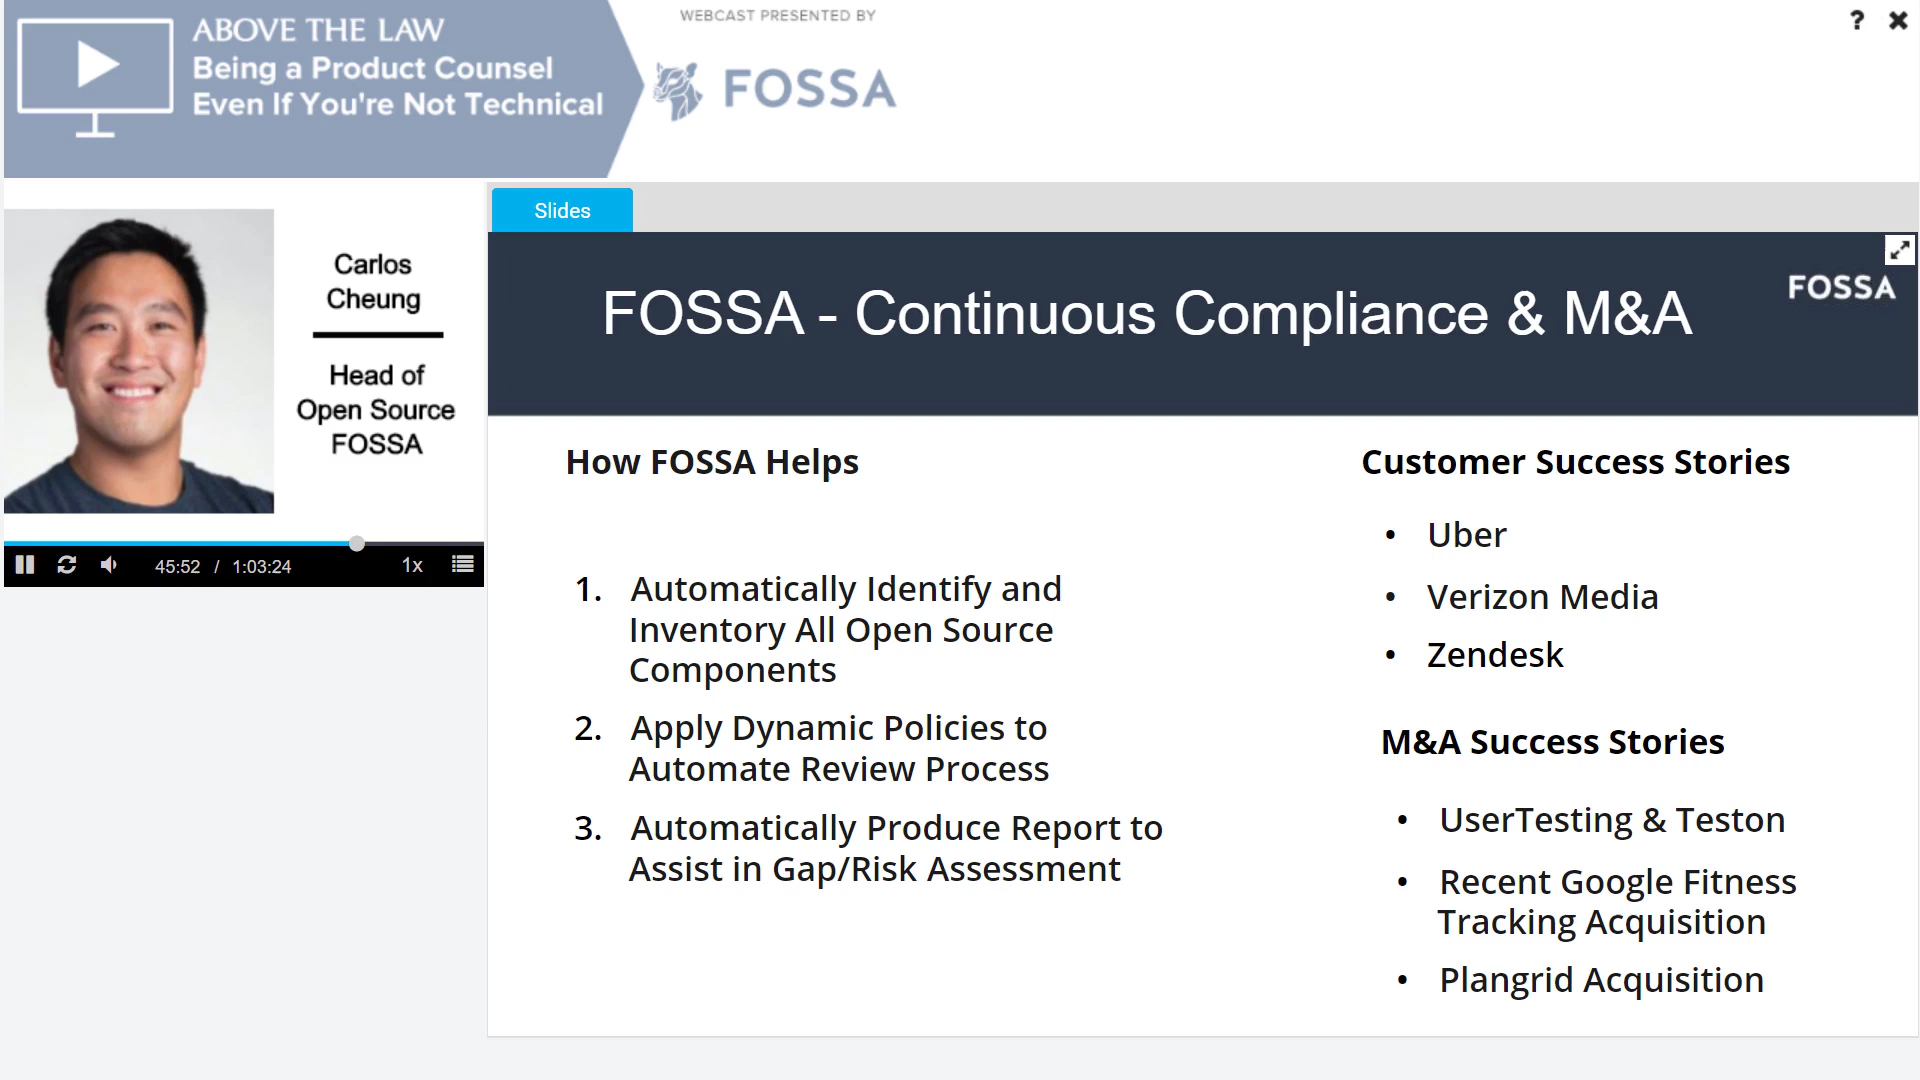 WEBCAST PRESENTED BY
ABOVE THE LAW
Being a Product Counsel
Even If You're Not Technical
FOSSA
? ✖
Carlos
Cheung
Head of
Open Source
FOSSA
45:52 / 1:03:24
1x
Slides
FOSSA - Continuous Compliance & M&A
FOSSA
How FOSSA Helps
1. Automatically Identify and
Inventory All Open Source
Components
2. Apply Dynamic Policies to
Automate Review Process
3. Automatically Produce Report to
Assist in Gap/Risk Assessment
Customer Success Stories
• Uber
• Verizon Media
• Zendesk
M&A Success Stories
• UserTesting & Teston
• Recent Google Fitness
Tracking Acquisition
• Plangrid Acquisition